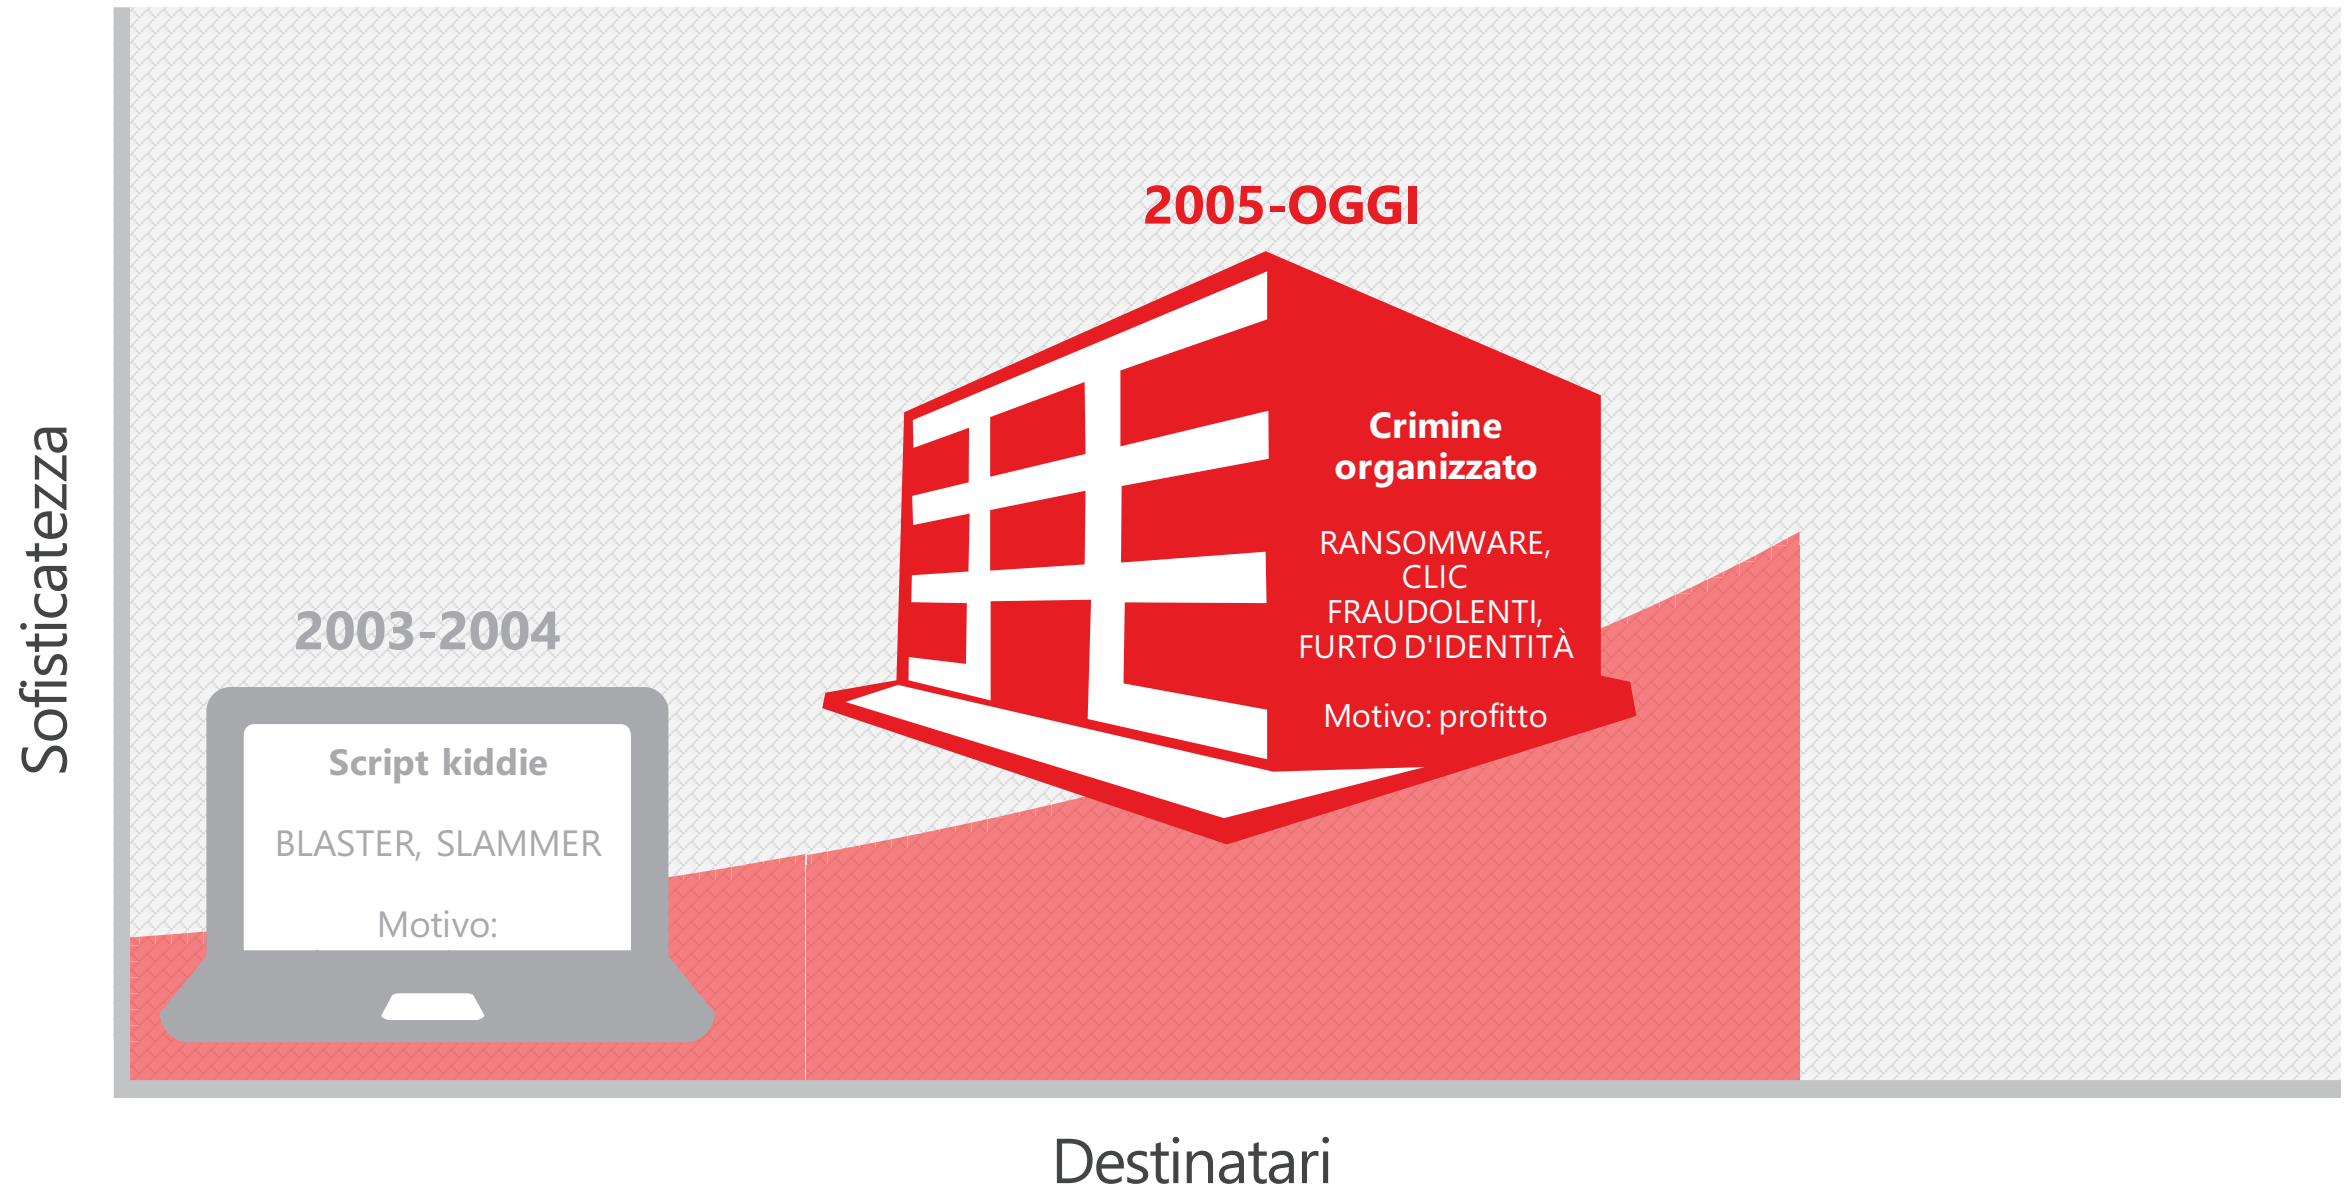 Sofisticatezza
2003-2004
Script kiddie
BLASTER, SLAMMER
Motivo:
2005-OGGI
Crimine
organizzato
RANSOMWARE,
CLIC
FRAUDOLENTI,
FURTO D'IDENTITÀ
Motivo: profitto
Destinatari